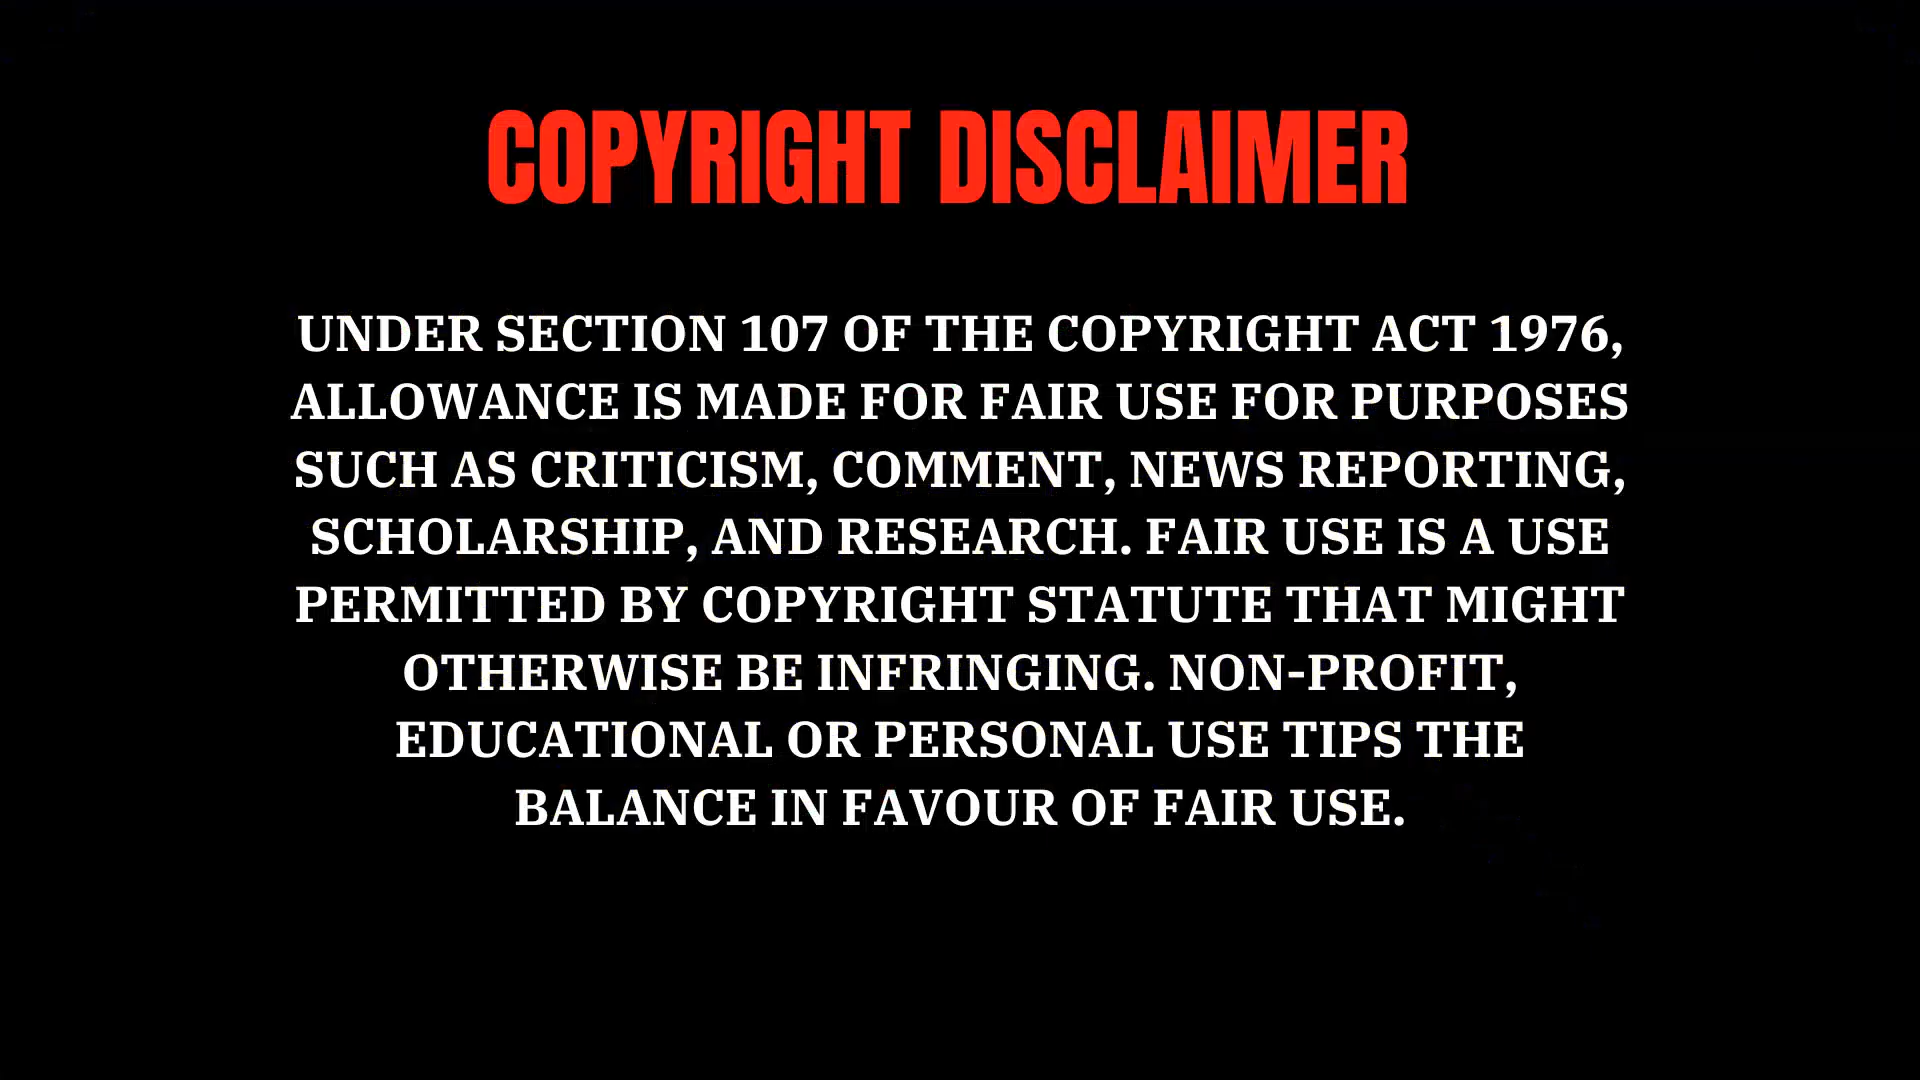 COPYRIGHT DISCLAIMER
UNDER SECTION 107 OF THE COPYRIGHT ACT 1976,
ALLOWANCE IS MADE FOR FAIR USE FOR PURPOSES
SUCH AS CRITICISM, COMMENT, NEWS REPORTING,
SCHOLARSHIP, AND RESEARCH. FAIR USE IS A USE
PERMITTED BY COPYRIGHT STATUTE THAT MIGHT
OTHERWISE BE INFRINGING. NON-PROFIT,
EDUCATIONAL OR PERSONAL USE TIPS THE
BALANCE IN FAVOUR OF FAIR USE.